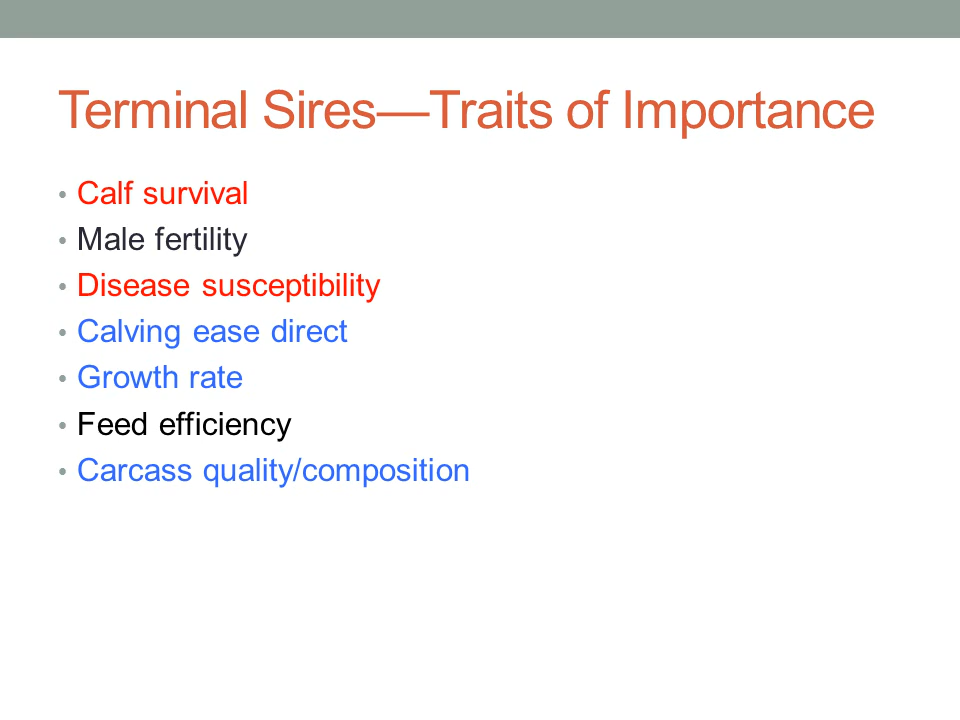 Terminal Sires—Traits of Importance
• Calf survival
• Male fertility
• Disease susceptibility
• Calving ease direct
• Growth rate
• Feed efficiency
• Carcass quality/composition